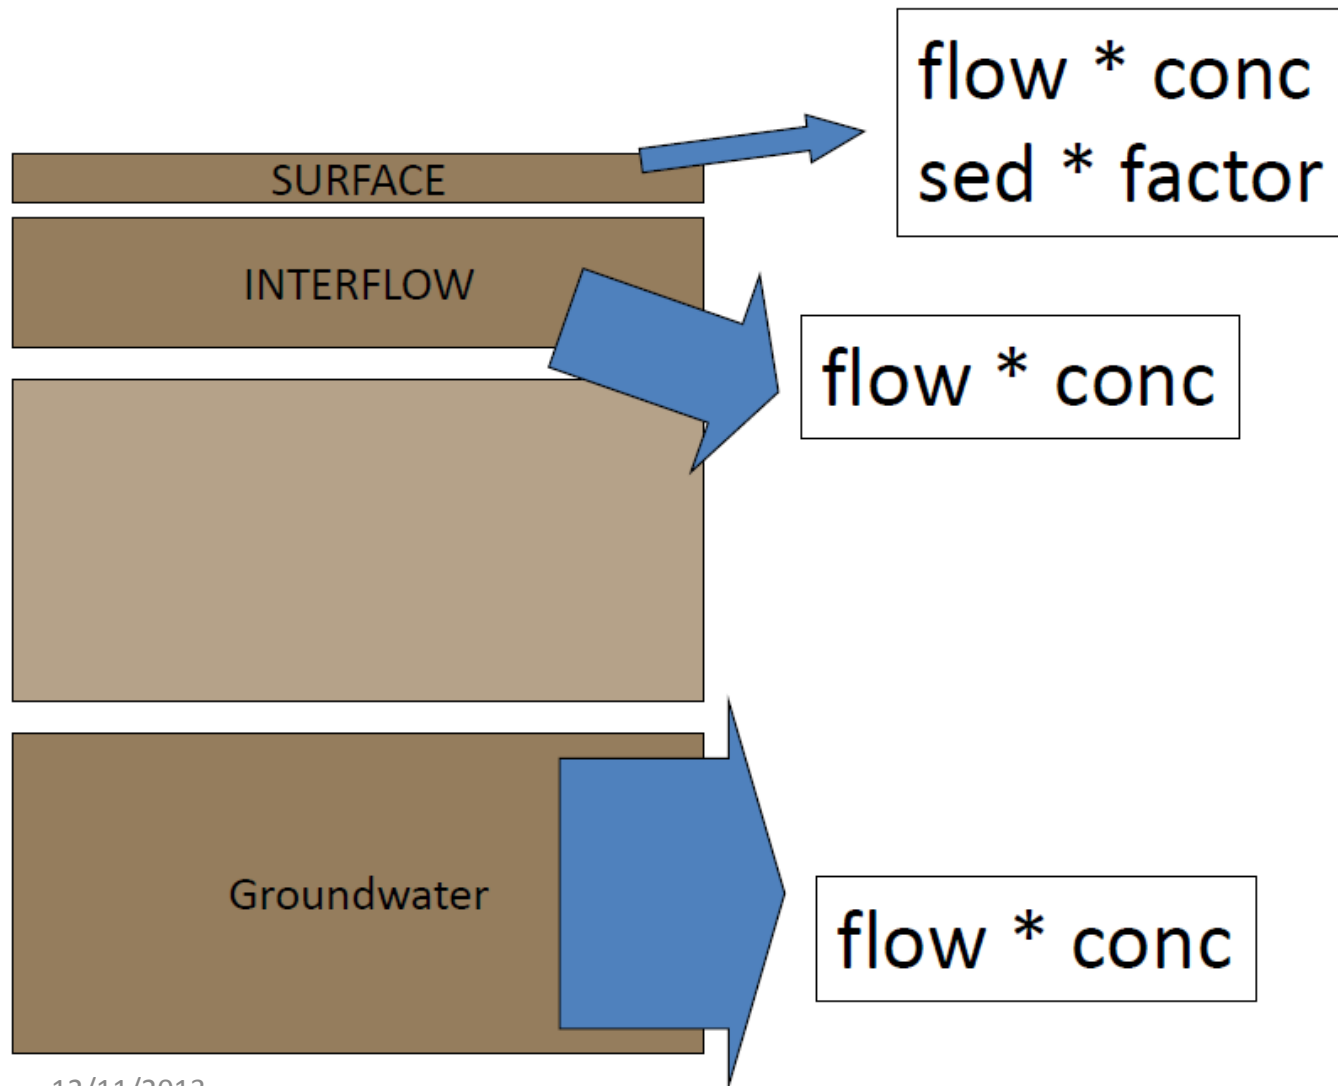 flow * conc
sed * factor
SURFACE
INTERFLOW
flow * conc
Groundwater
flow * conc